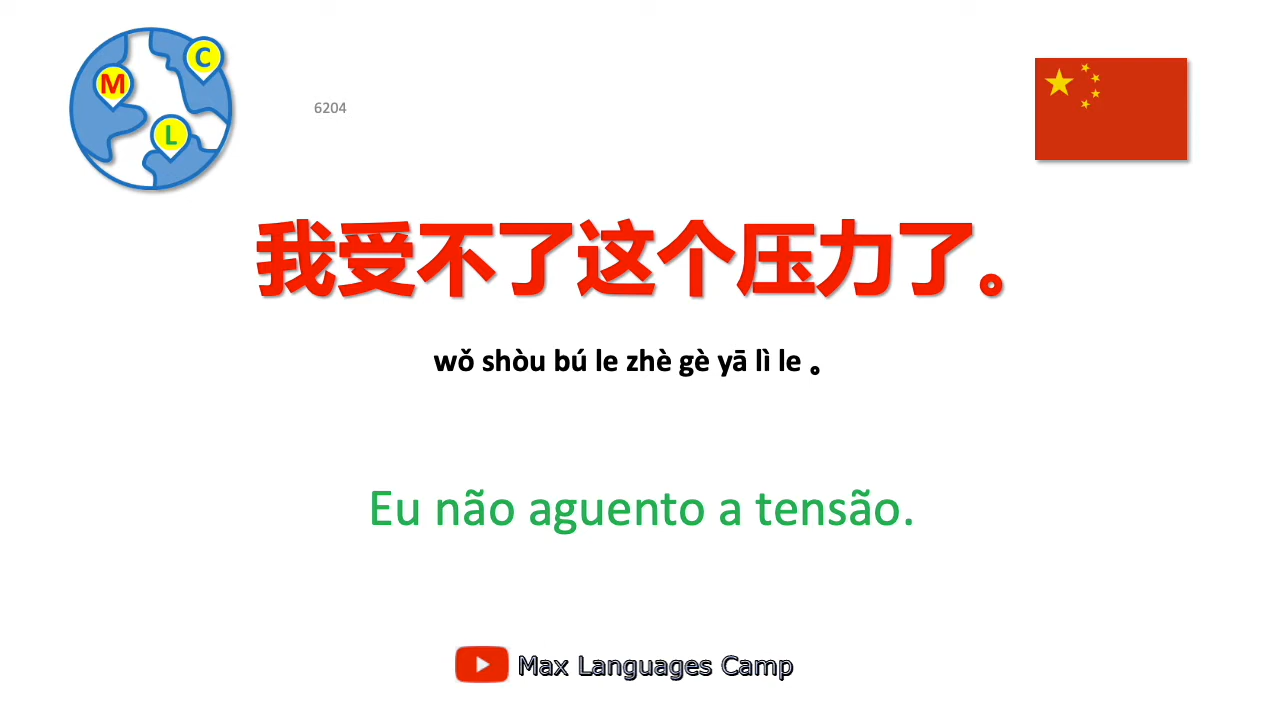 M
C
L
6204
我受不了这个压力了。
wǒ shòu bú le zhè gè yā lì le 。
Eu não aguento a tensão.
Max Languages Camp